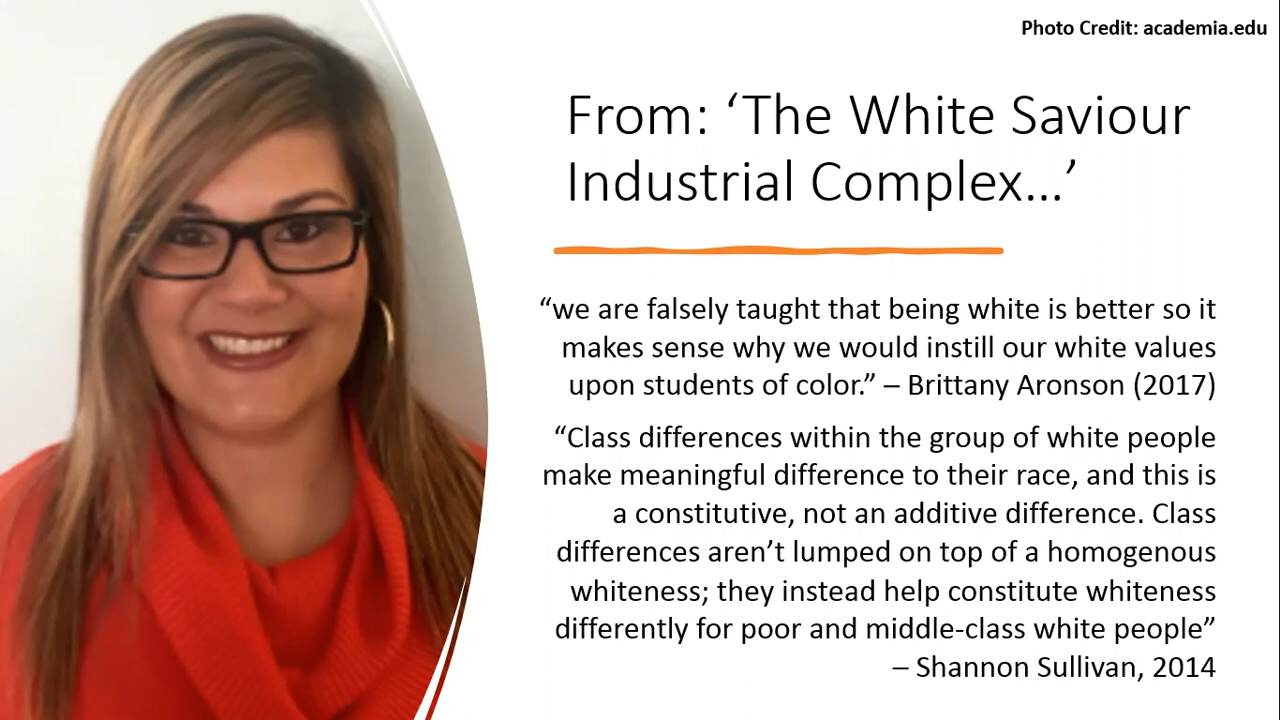 Photo Credit: academia.edu
From: ‘The White Saviour
Industrial Complex…’
“we are falsely taught that being white is better so it
makes sense why we would instill our white values
upon students of color.” – Brittany Aronson (2017)
“Class differences within the group of white people
make meaningful difference to their race, and this is
a constitutive, not an additive difference. Class
differences aren’t lumped on top of a homogenous
whiteness; they instead help constitute whiteness
differently for poor and middle-class white people”
– Shannon Sullivan, 2014